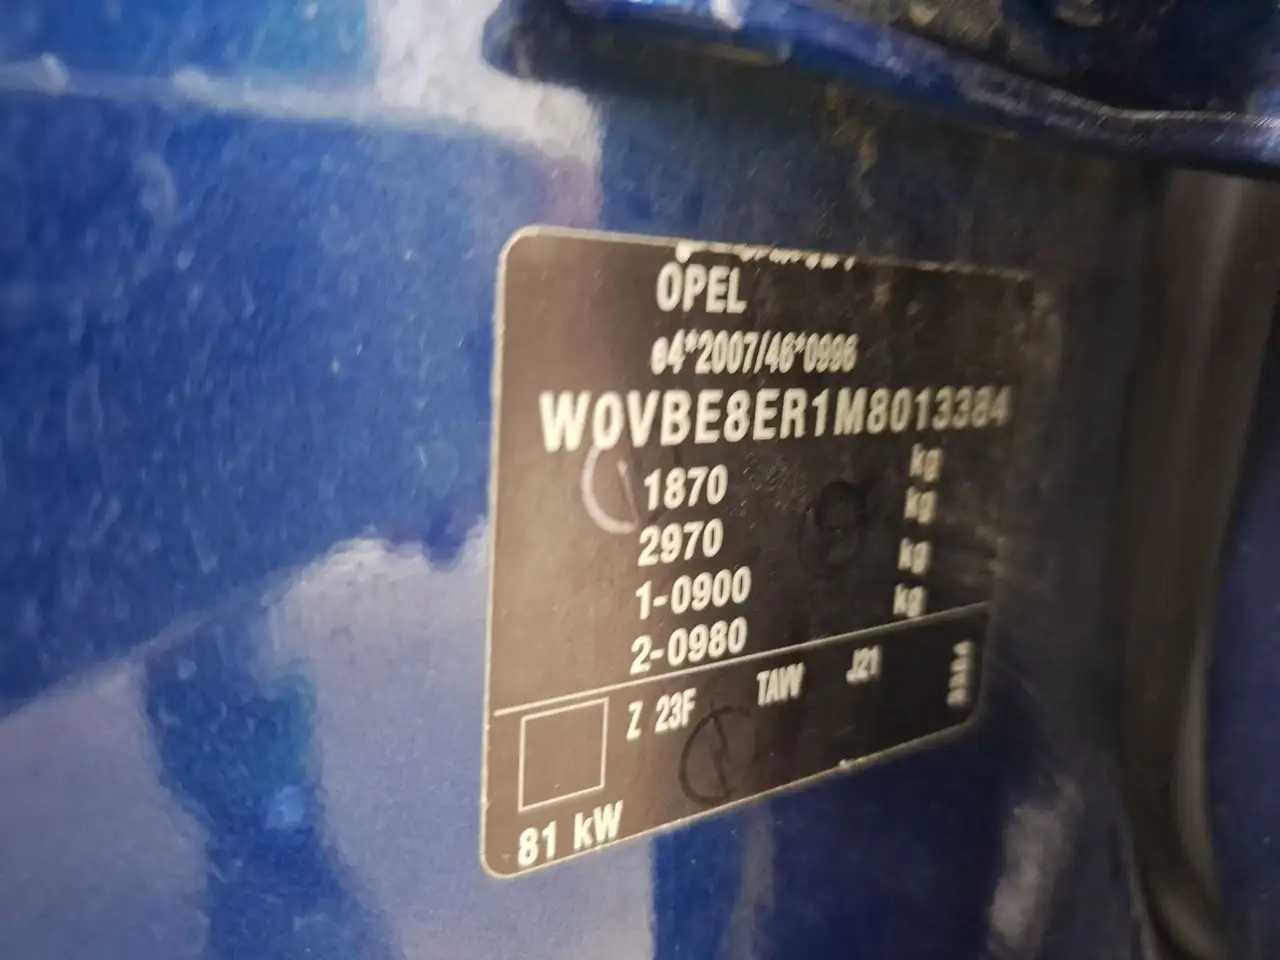 OPEL
e4*2007/46*0996
W0VBE8ER1M8013384
1870 kg
2970 kg
1-0900 kg
2-0980 kg
Z 23F TAW J21
81 kW